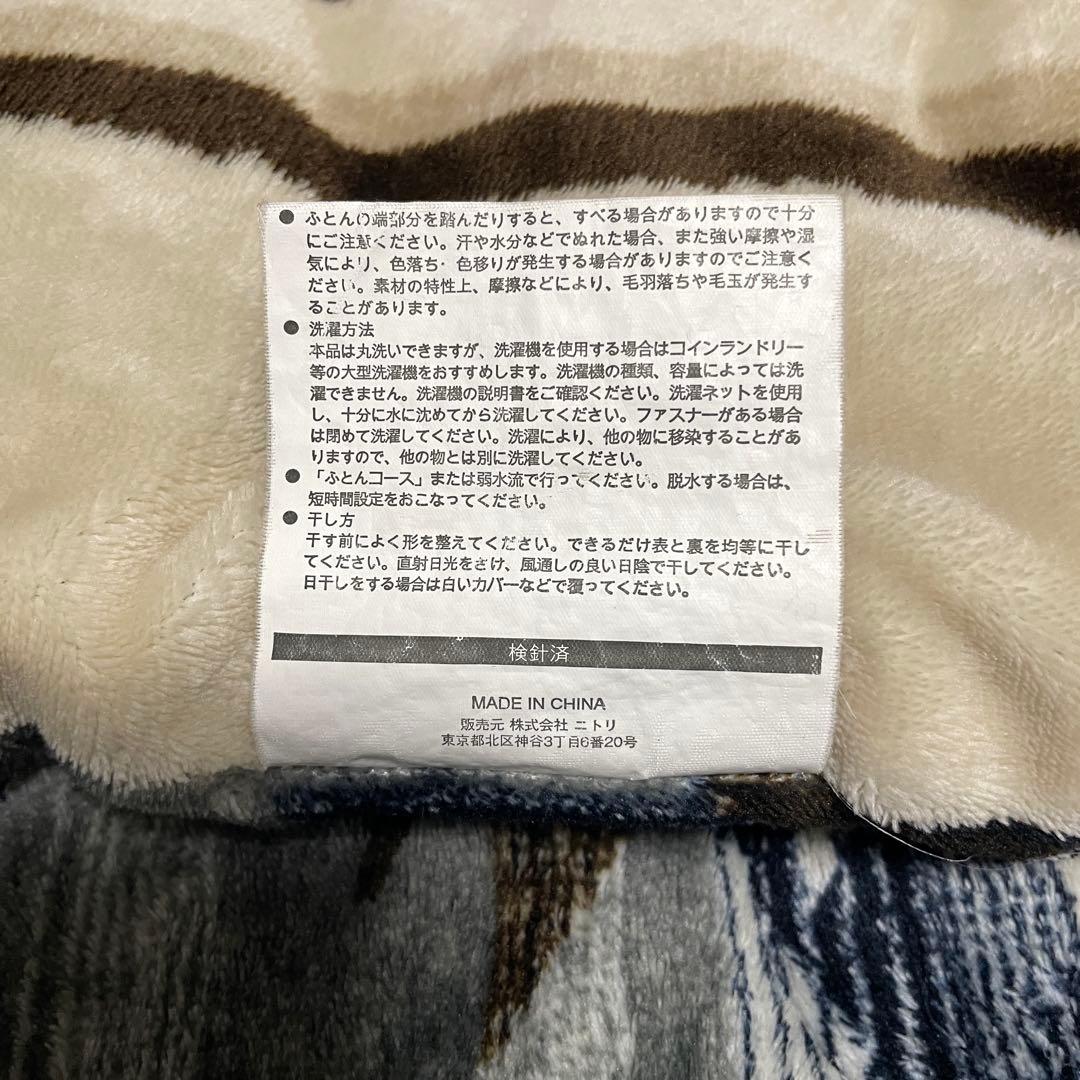 ● ふとんの端部分を踏んだりすると、すべる場合がありますので十分
にご注意ください。汗や水分などでぬれた場合、また強い摩擦や湿
気により、色落ち・色移りが発生する場合がありますのでご注意く
ださい。素材の特性上、摩擦などにより、毛羽落ちや毛玉が発生す
ることがあります。
● 洗濯方法
本品は丸洗いできますが、洗濯機を使用する場合はコインランドリー
等の大型洗濯機をおすすめします。洗濯機の種類、容量によっては洗
濯できません。洗濯機の説明書をご確認ください。洗濯ネットを使用
し、十分に水に沈めてから洗濯してください。ファスナーがある場合
は閉めて洗濯してください。洗濯により、他の物に移染することがあ
りますので、他の物とは別に洗濯してください。
● 「ふとんコース」または弱水流で行ってください。脱水する場合は、
短時間設定をおこなってください。
● 干し方
干す前によく形を整えてください。できるだけ表と裏を均等に干し
てください。直射日光をさけ、風通しの良い日陰で干してください。
日干しをする場合は白いカバーなどで覆ってください。
検針済
MADE IN CHINA
販売元 株式会社 ニトリ
東京都北区神谷3丁目6番20号